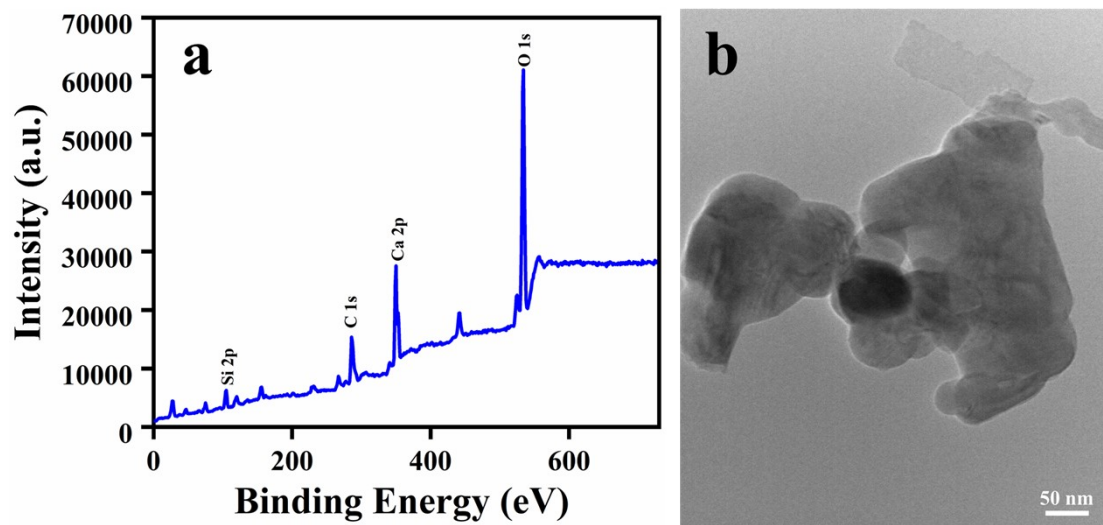 a
Intensity (a.u.)
70000
60000
50000
40000
30000
20000
10000
0
Si 2p
C 1s
Ca 2p
O 1s
0 200 400 600
Binding Energy (eV)
b
50 nm